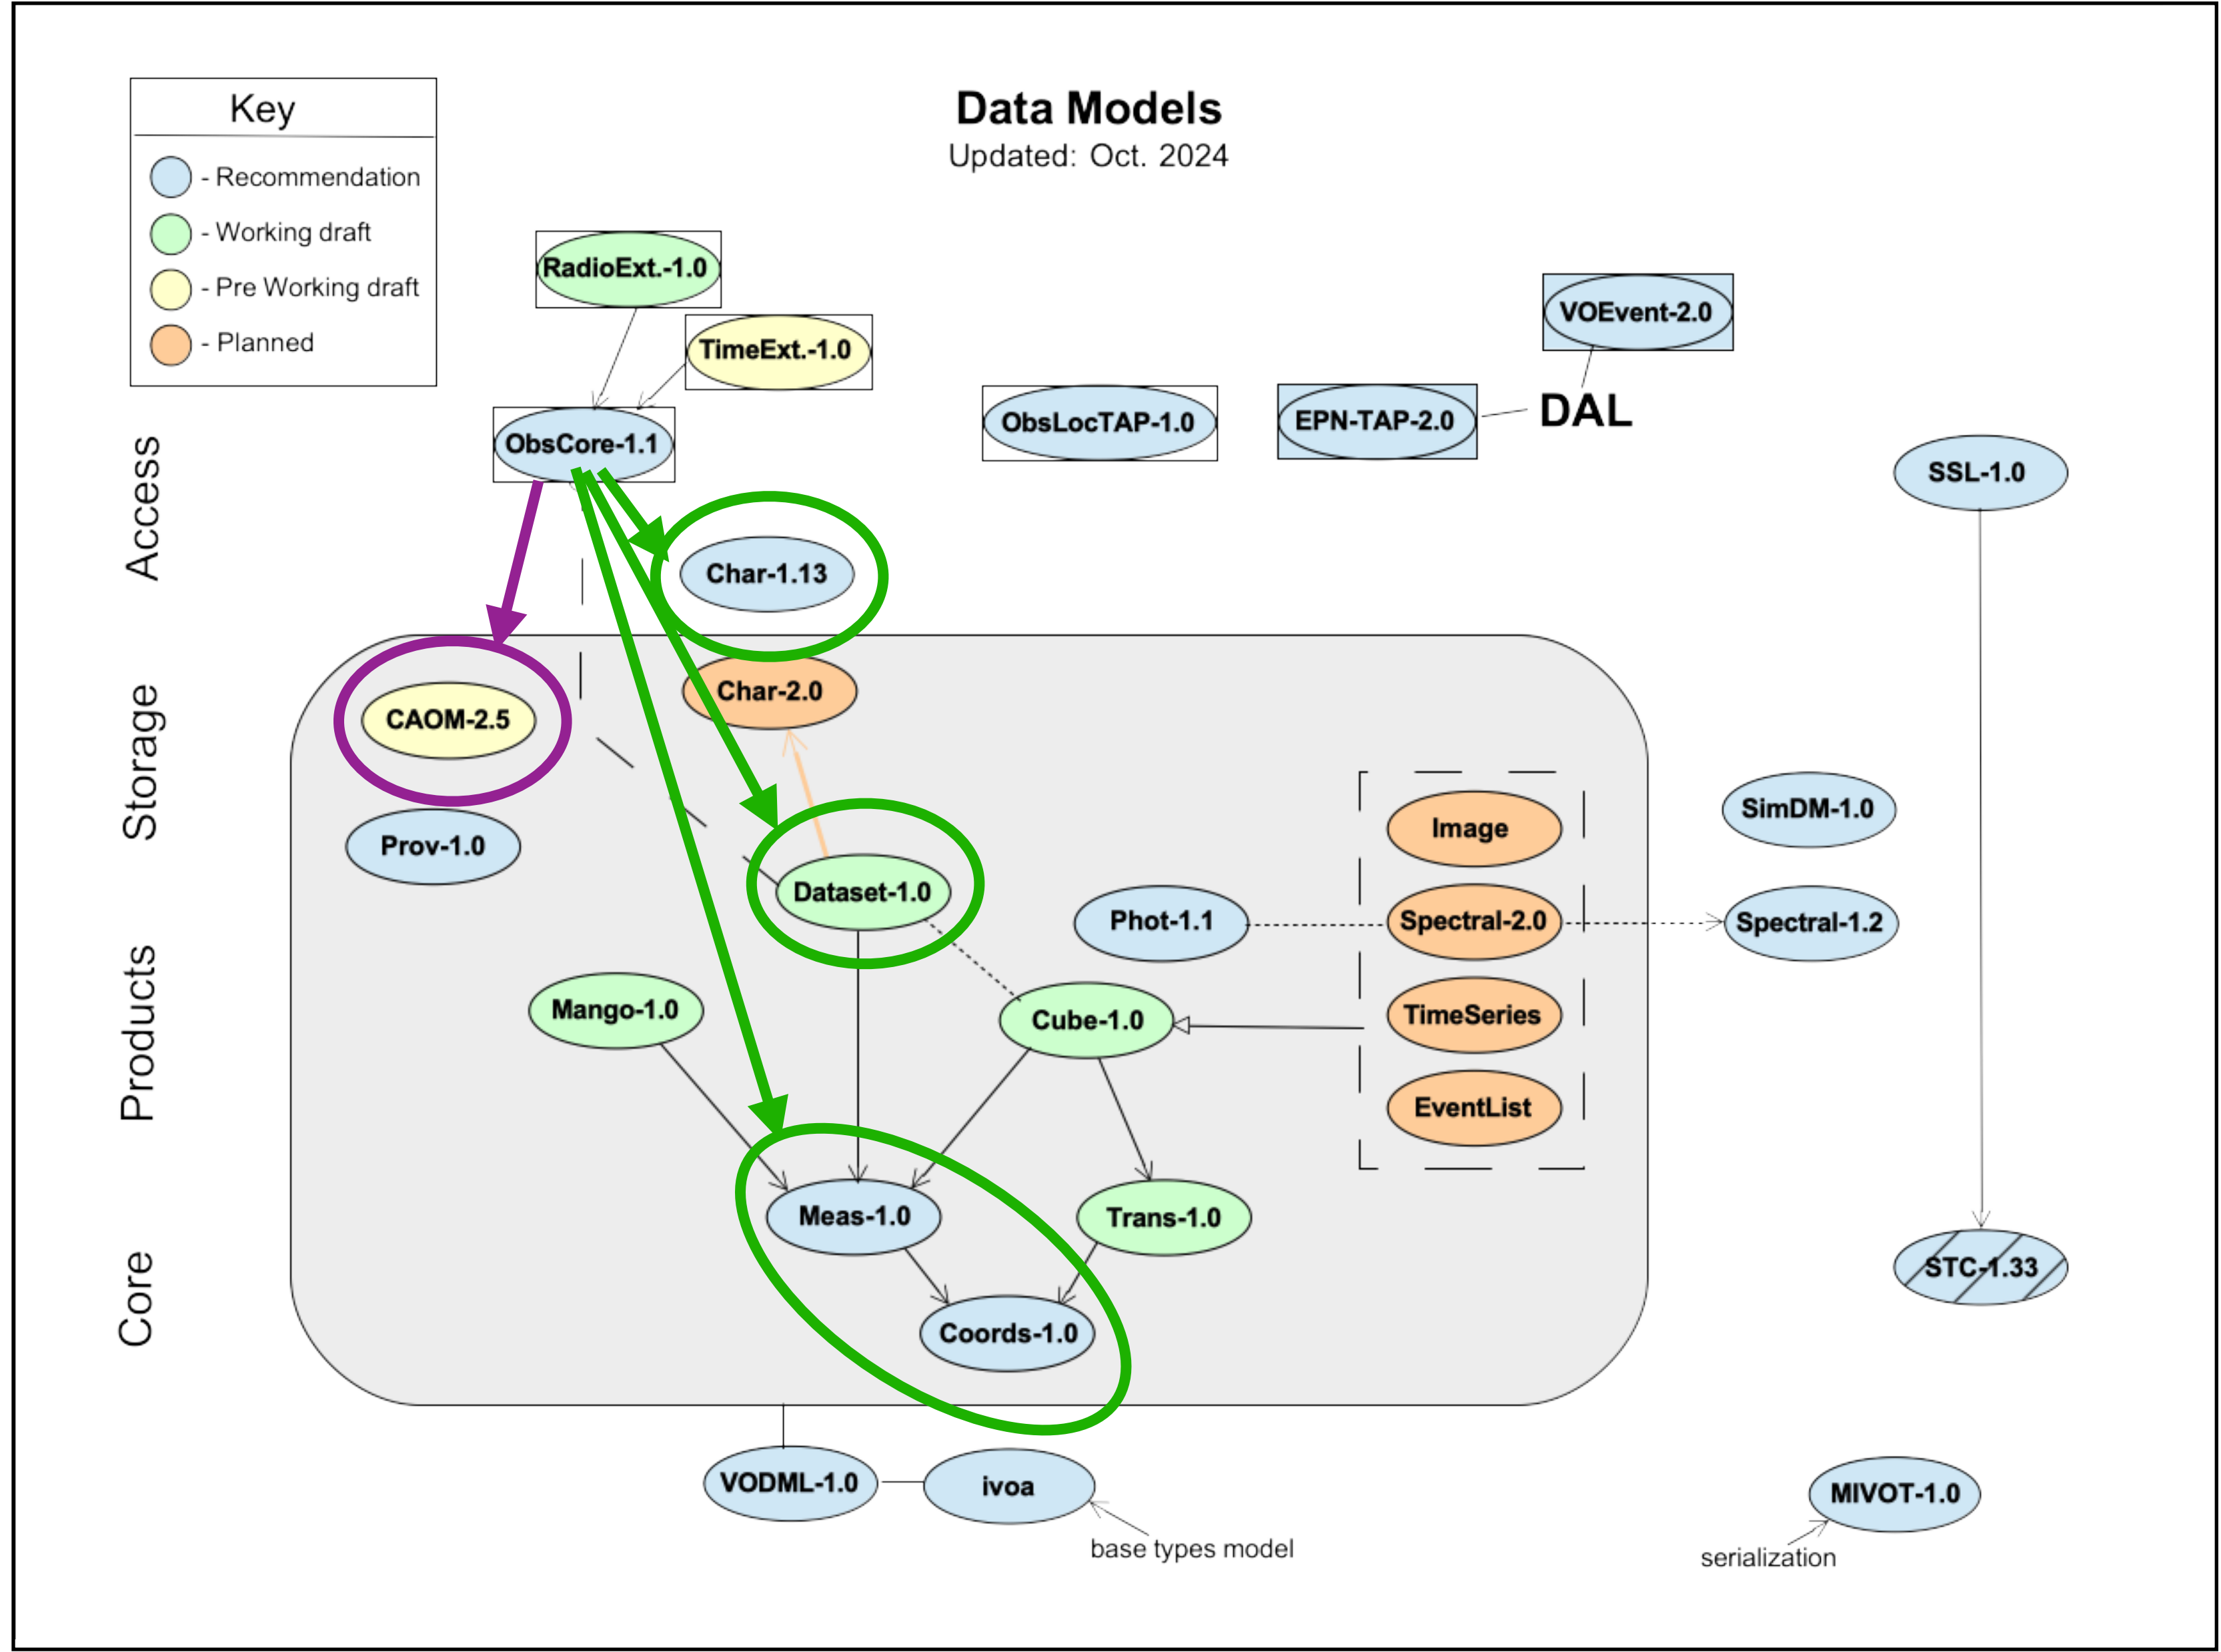 Data Models
Updated: Oct. 2024
Key
- Recommendation
- Working draft
- Pre Working draft
- Planned
RadioExt.-1.0
TimeExt.-1.0
VOEvent-2.0
ObsCore-1.1
ObsLocTAP-1.0
EPN-TAP-2.0
DAL
SSL-1.0
Access
Char-1.13
Char-2.0
CAOM-2.5
Storage
Prov-1.0
Image
SimDM-1.0
Dataset-1.0
Phot-1.1
Spectral-2.0
Spectral-1.2
Products
Mango-1.0
Cube-1.0
TimeSeries
EventList
Meas-1.0
Trans-1.0
STC-1.33
Core
Coords-1.0
VODML-1.0
ivoa
MIVOT-1.0
base types model
serialization